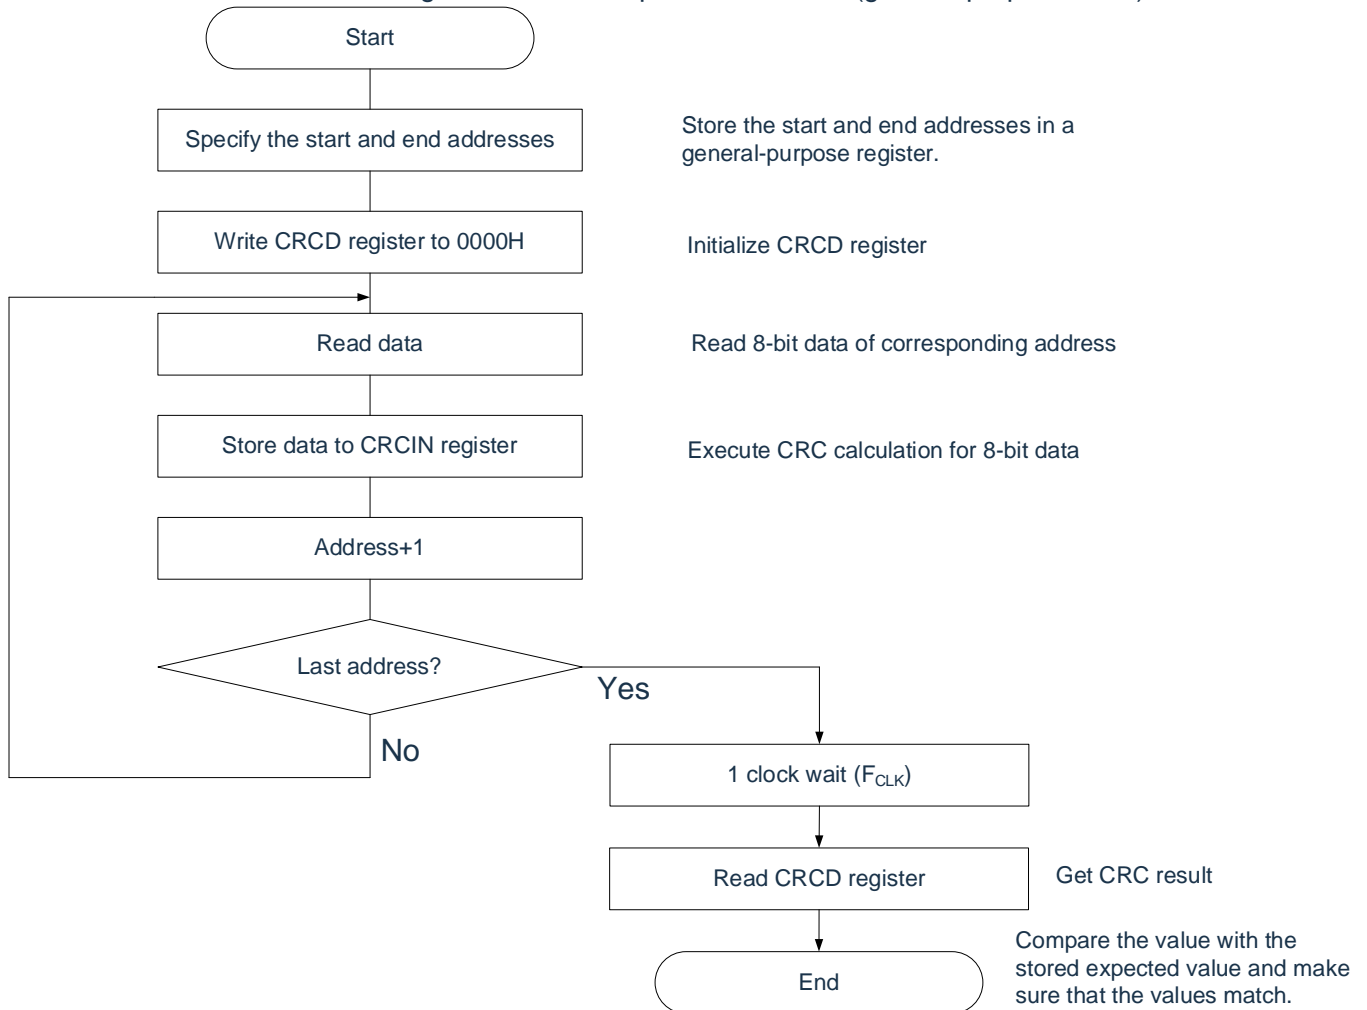 Start
Specify the start and end addresses
Store the start and end addresses in a
general-purpose register.
Write CRCD register to 0000H
Initialize CRCD register
Read data
Read 8-bit data of corresponding address
Store data to CRCIN register
Execute CRC calculation for 8-bit data
Address+1
Last address?
Yes
No
1 clock wait (FCLK)
Read CRCD register
Get CRC result
End
Compare the value with the
stored expected value and make
sure that the values match.